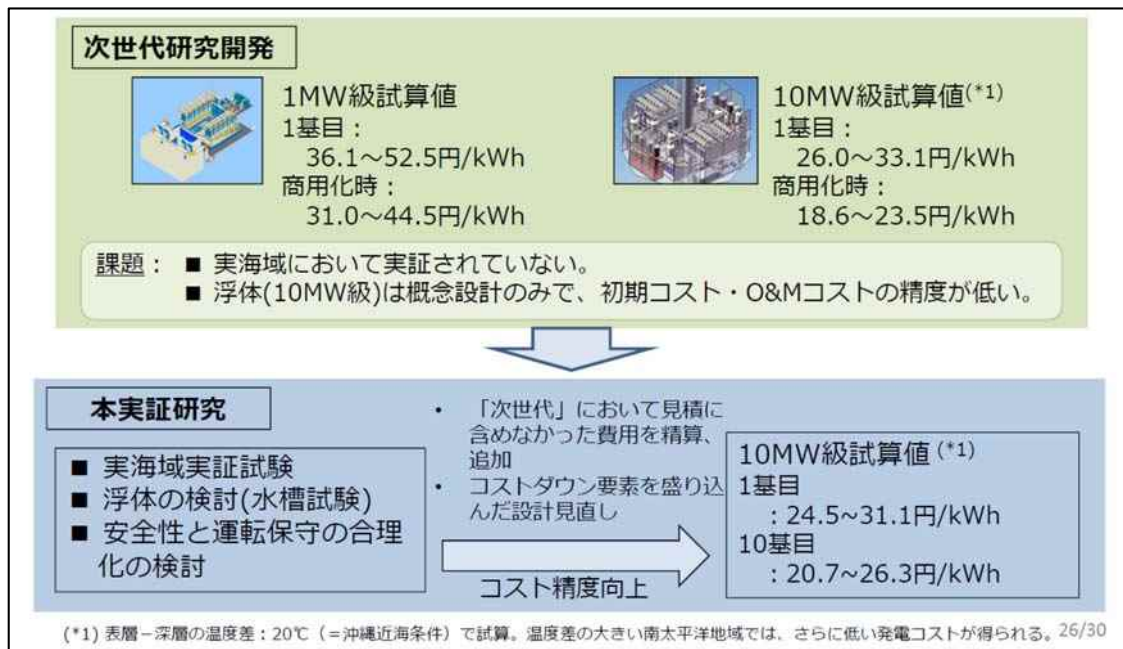 次世代研究開発
1MW級試算値
1基目：
36.1～52.5円/kWh
商用化時：
31.0～44.5円/kWh
10MW級試算値(*1)
1基目：
26.0～33.1円/kWh
商用化時：
18.6～23.5円/kWh
課題： ■ 実海域において実証されていない。
■ 浮体(10MW級)は概念設計のみで、初期コスト・O&Mコストの精度が低い。
本実証研究
■ 実海域実証試験
■ 浮体の検討(水槽試験)
■ 安全性と運転保守の合理
化の検討
• 「次世代」において見積に
含めなかった費用を精算、
追加
• コストダウン要素を盛り込
んだ設計見直し
コスト精度向上
10MW級試算値 (*1)
1基目
：24.5~31.1円/kWh
10基目
：20.7~26.3円/kWh
(*1) 表層－深層の温度差：20℃（＝沖縄近海条件）で試算。温度差の大きい南太平洋地域では、さらに低い発電コストが得られる。
26/30